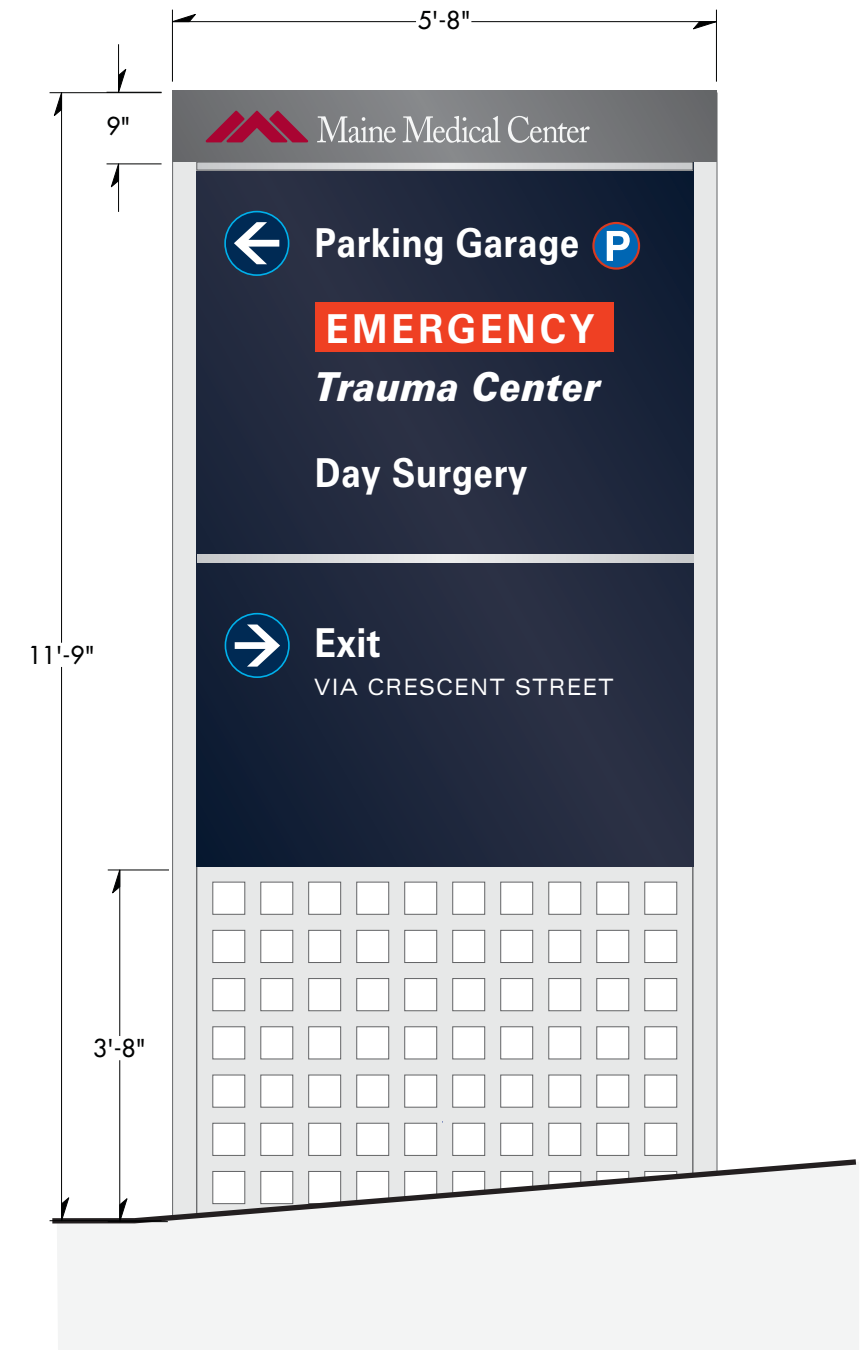 5'-8"
9"
Maine Medical Center
Parking Garage P
EMERGENCY
Trauma Center
Day Surgery
11'-9"
Exit
VIA CRESCENT STREET
3'-8"